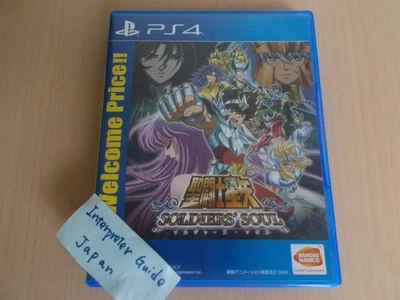 PS4
Welcome Price!!
聖闘士星矢
SOLDIERS' SOUL
ソルジャーズ・ソウル
Interpreter Guide
Japan
BANDAI
NAMCO
Entertainment